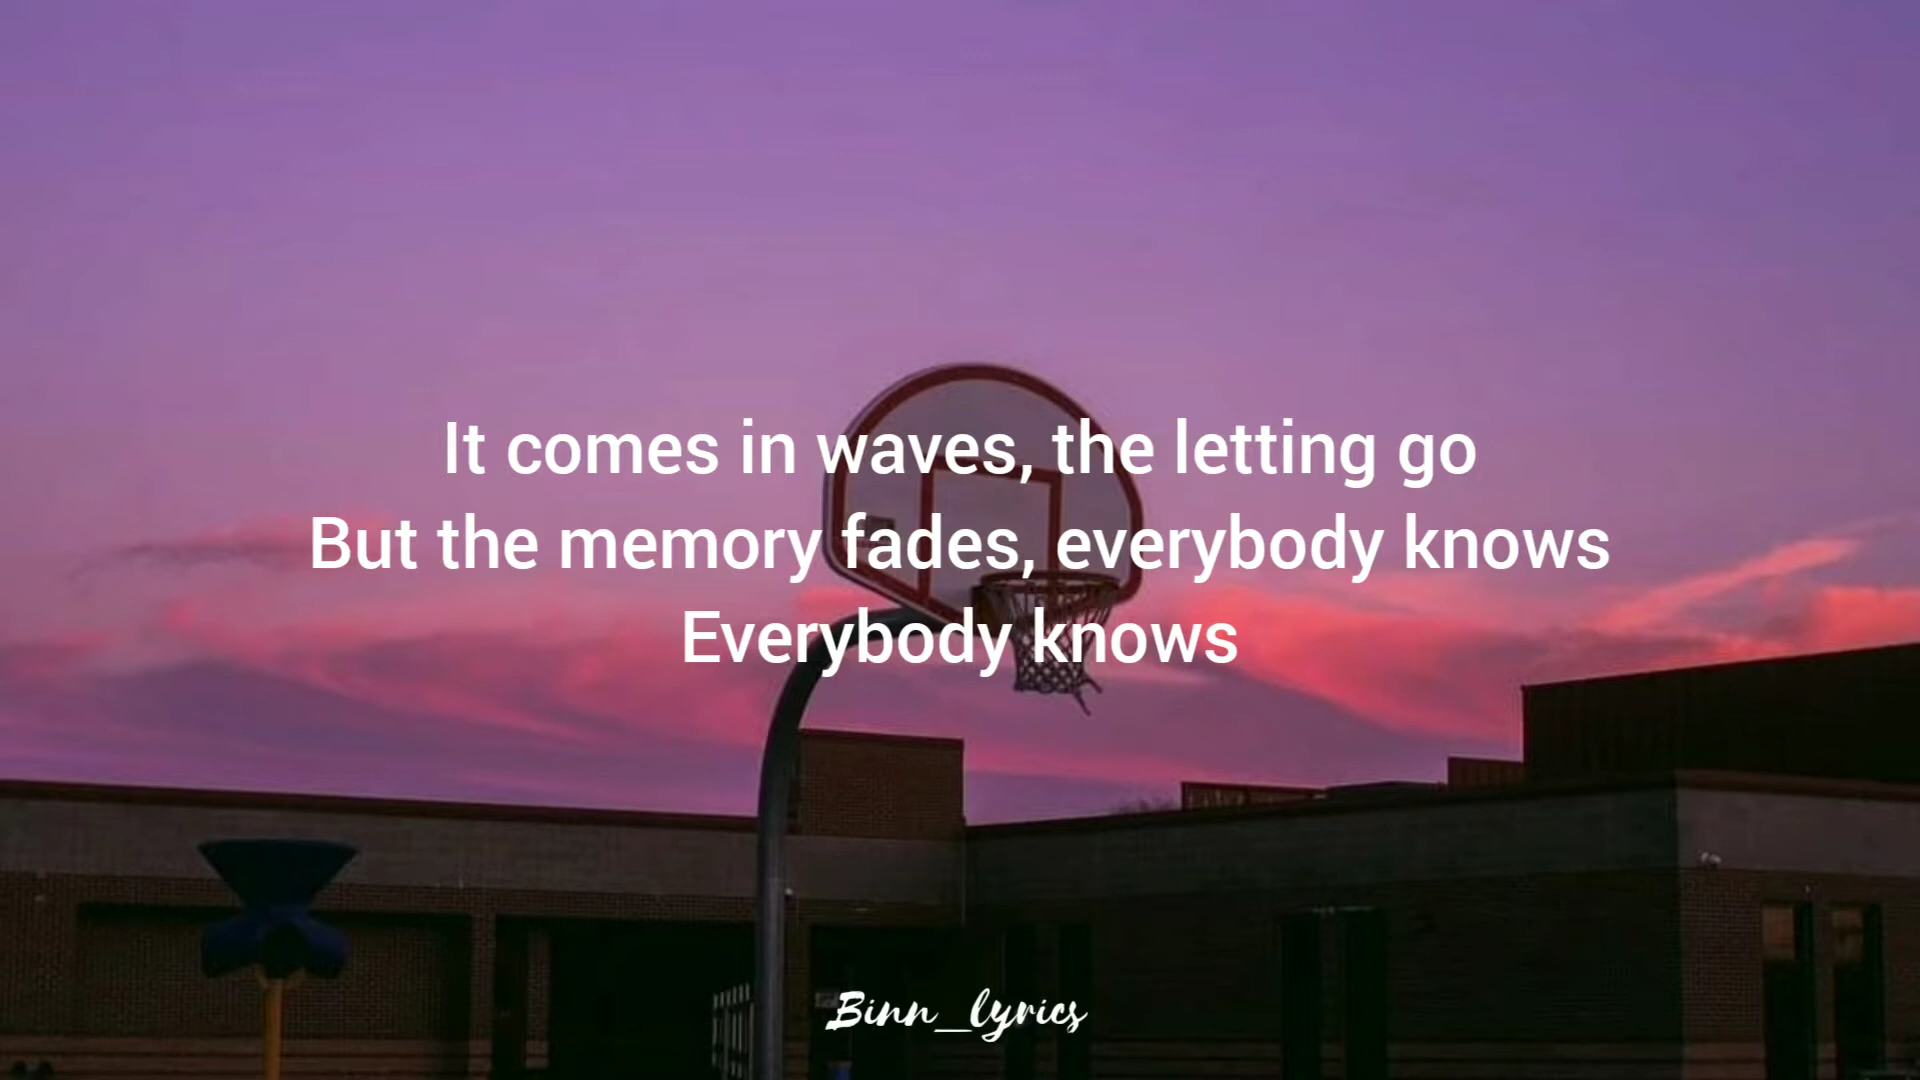 It comes in waves, the letting go
But the memory fades, everybody knows
Everybody knows
Binn_lyrics